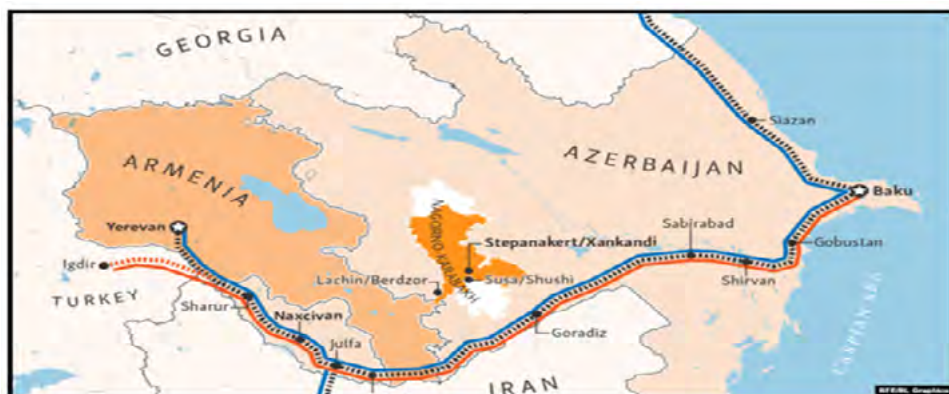 GEORGIA
Siazan
AZERBAIJAN
ARMENIA
Baku
Yerevan
Sabirabad
Stepanakert/Xankandi
Gobustan
NAGORNO KARABAKH
Igdir
Lachin/Berdzor
Susa/Shushi
Shirvan
TURKEY
Sharur
Goradiz
Naxcivan
CASPIAN SEA
Julfa
IRAN
RFE/RL Graphics